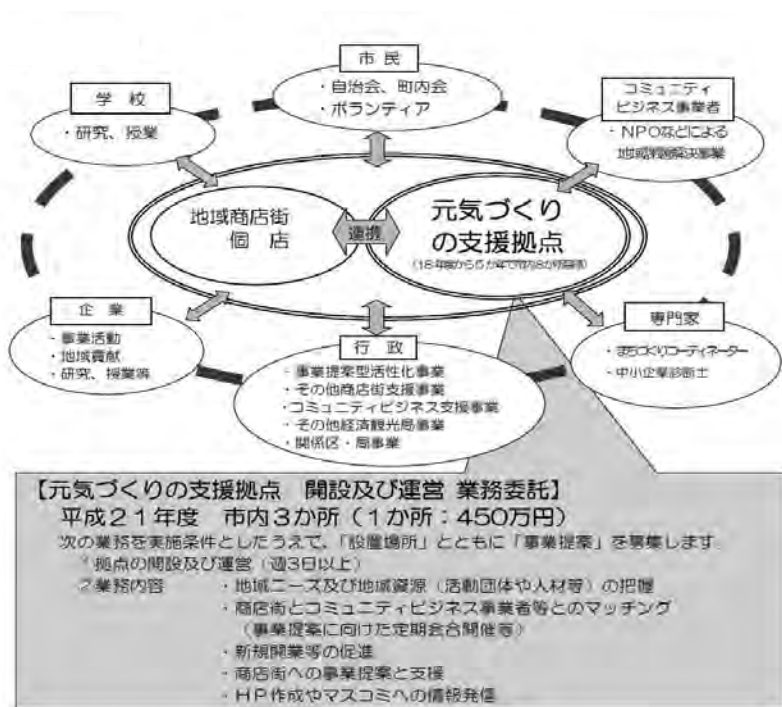 市 民
・自治会、町内会
・ボランティア
学 校
・研究、授業
コミュニティ
ビジネス事業者
・NPOなどによる
地域課題解決事業
地域商店街
個 店
連携
元気づくり
の支援拠点
企 業
・事業活動
・地域貢献
・研究、授業等
行 政
・事業提案型活性化事業
・その他商店街支援事業
・コミュニティビジネス支援事業
・その他経済観光局事業
・関係区・局事業
専門家
・まちづくりコーディネーター
・中小企業診断士
【元気づくりの支援拠点 開設及び運営 業務委託】
平成21年度 市内3か所（1か所：450万円）
次の業務を実施条件としたうえで、「設置場所」とともに「事業提案」を募集します
1 拠点の開設及び運営（週3日以上）
2 業務内容 ・地域ニーズ及び地域資源（活動団体や人材等）の把握
・商店街とコミュニティビジネス事業者等とのマッチング
（事業提案に向けた定期会合開催等）
・新規開業等の促進
・商店街への事業提案と支援
・HP作成やマスコミへの情報発信